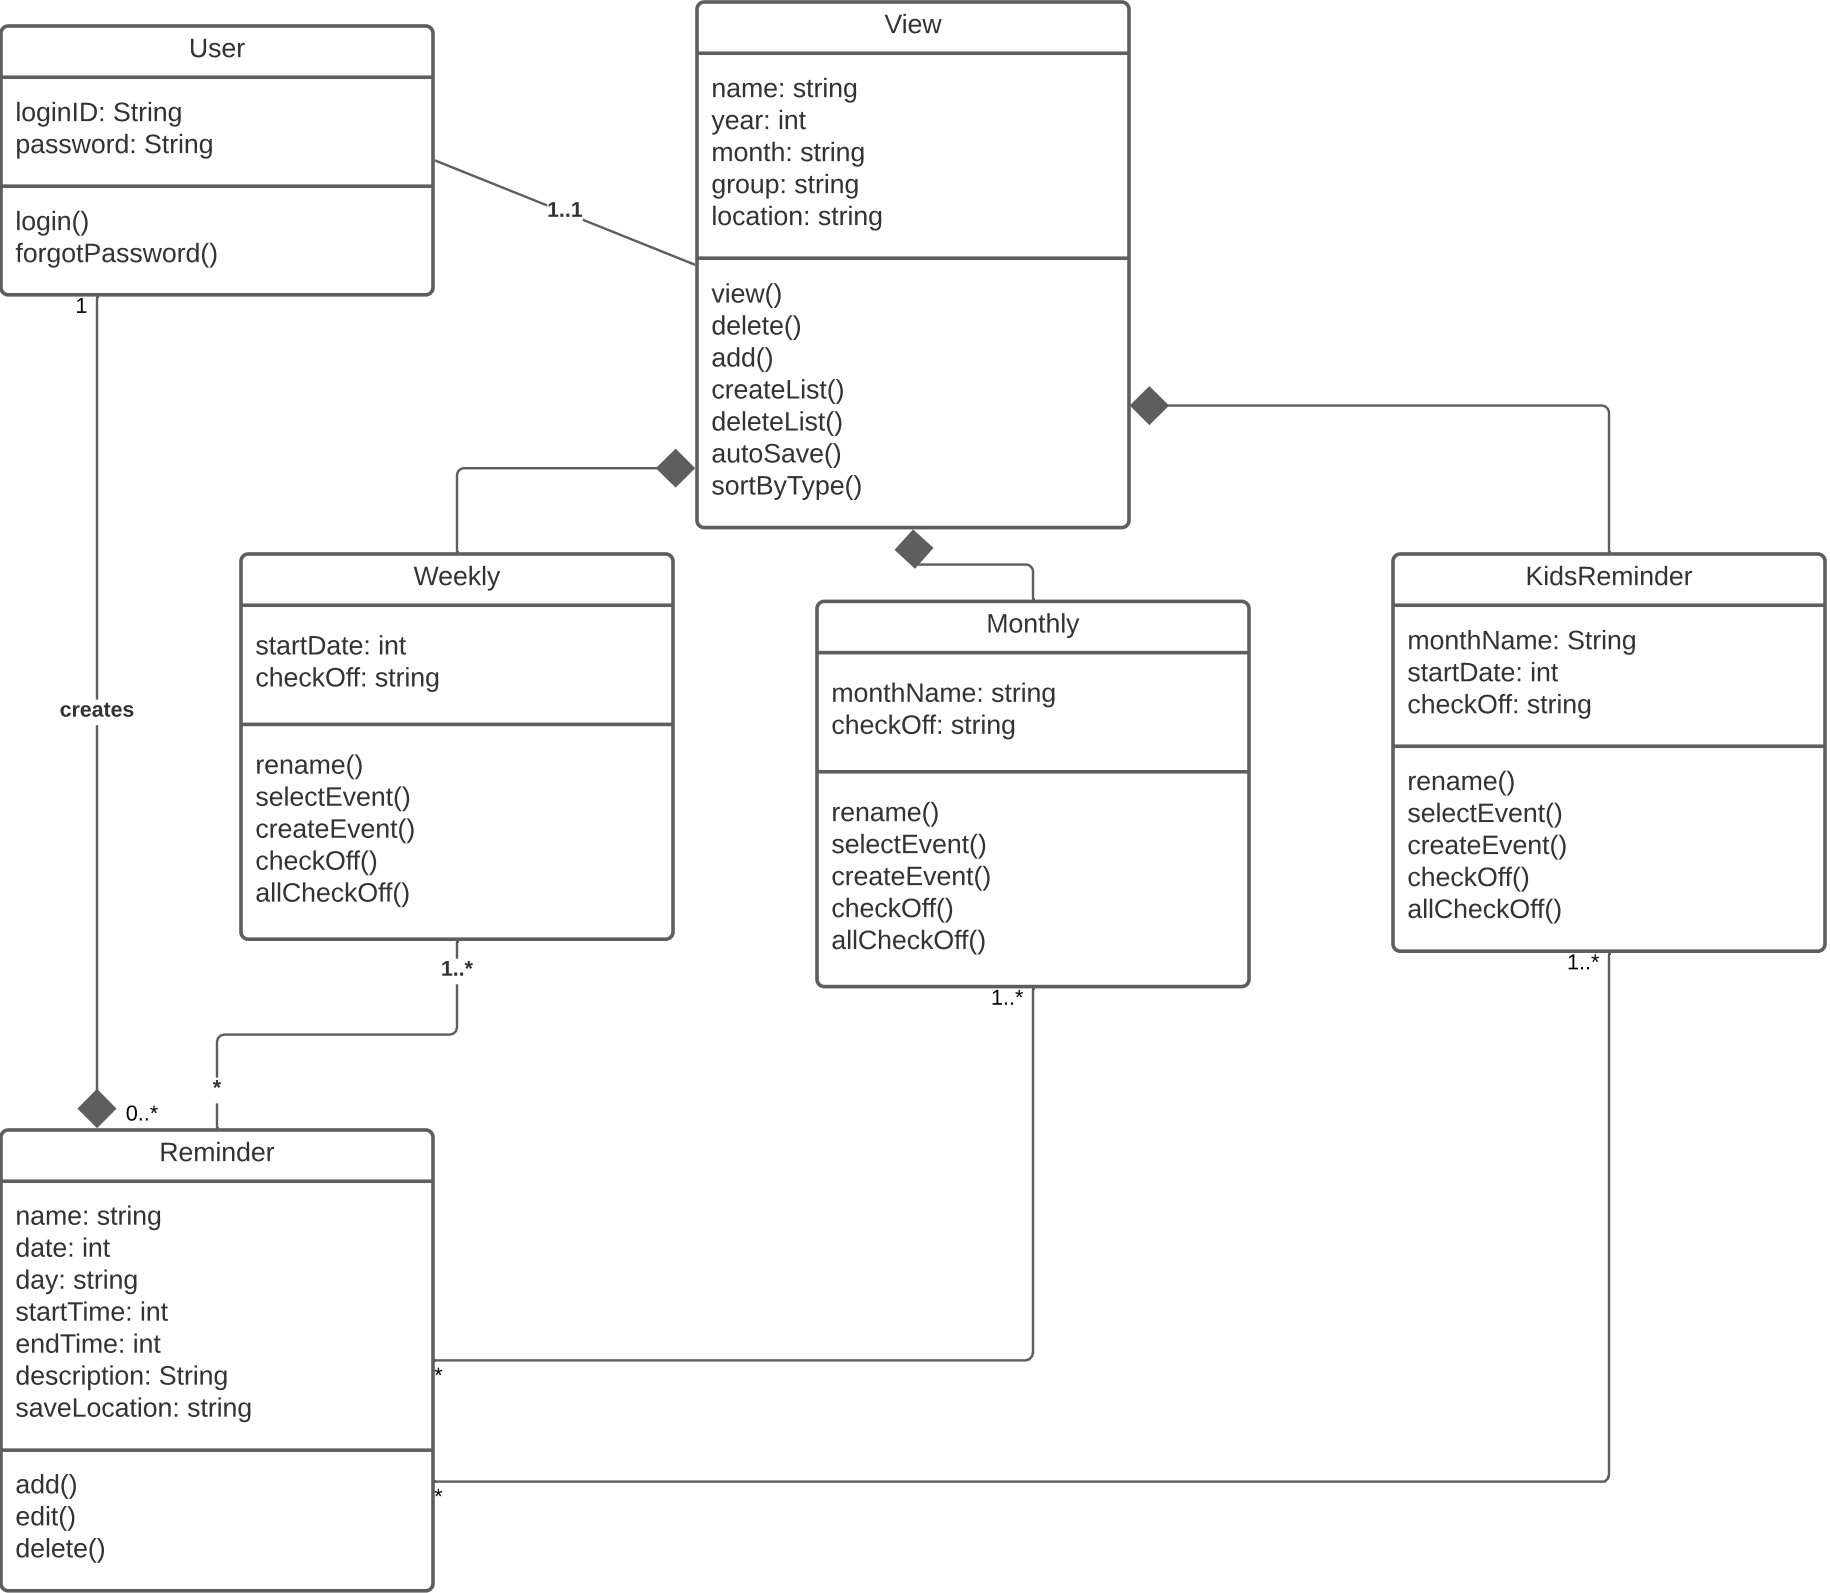 User
loginID: String
password: String
login()
forgotPassword()
1
creates
0..*
1..1
View
name: string
year: int
month: string
group: string
location: string
view()
delete()
add()
createList()
deleteList()
autoSave()
sortByType()
Weekly
startDate: int
checkOff: string
rename()
selectEvent()
createEvent()
checkOff()
allCheckOff()
1..*
*
Monthly
monthName: string
checkOff: string
rename()
selectEvent()
createEvent()
checkOff()
allCheckOff()
1..*
*
KidsReminder
monthName: String
startDate: int
checkOff: string
rename()
selectEvent()
createEvent()
checkOff()
allCheckOff()
1..*
*
Reminder
name: string
date: int
day: string
startTime: int
endTime: int
description: String
saveLocation: string
add()
edit()
delete()